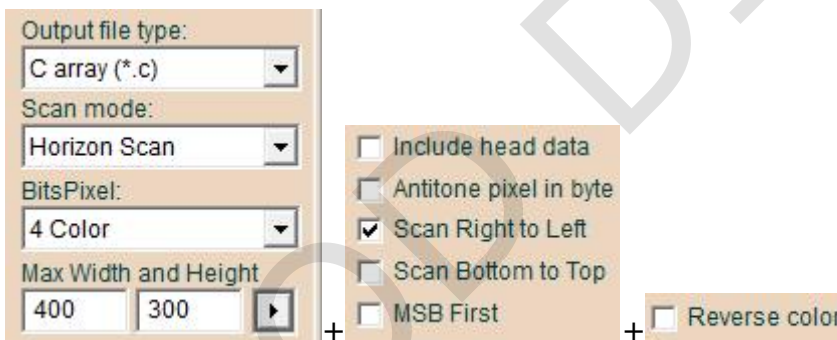 Output file type:
C array (*.c)
Scan mode:
Horizon Scan
BitsPixel:
4 Color
Max Width and Height
400 300
+
Include head data
Antitone pixel in byte
Scan Right to Left
Scan Bottom to Top
MSB First
+
Reverse color